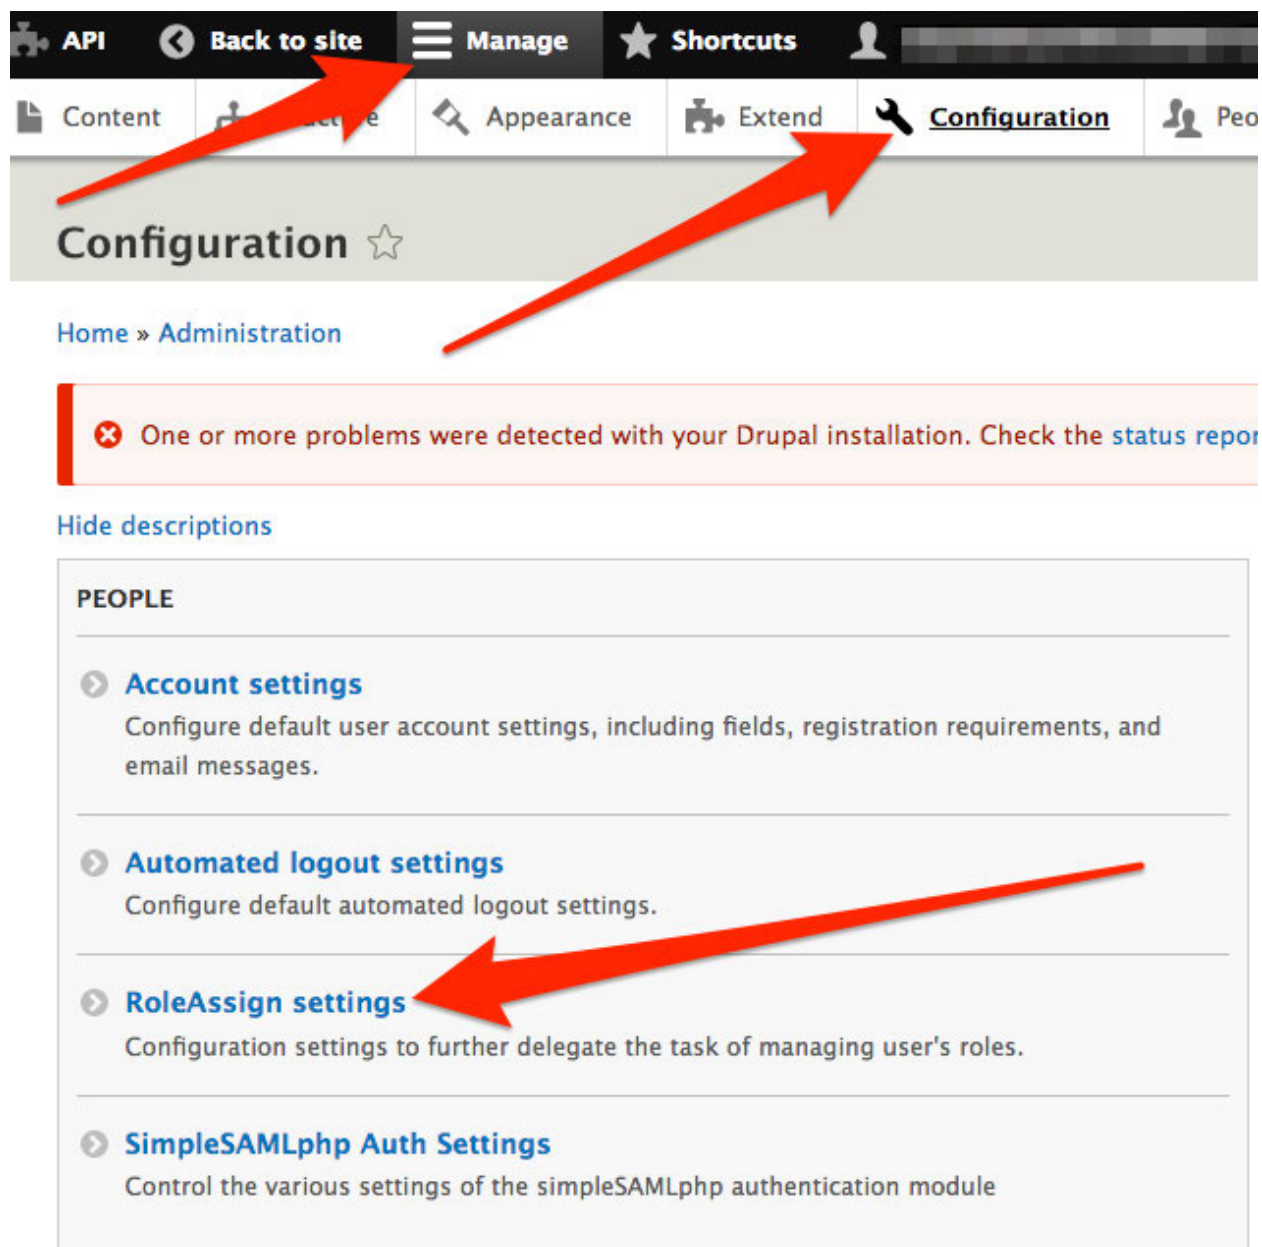 API Back to site Manage Shortcuts
Content Appearance Extend Configuration Peo
Configuration
Home » Administration
One or more problems were detected with your Drupal installation. Check the status repor
Hide descriptions
PEOPLE
Account settings
Configure default user account settings, including fields, registration requirements, and
email messages.
Automated logout settings
Configure default automated logout settings.
RoleAssign settings
Configuration settings to further delegate the task of managing user's roles.
SimpleSAMLphp Auth Settings
Control the various settings of the simpleSAMLphp authentication module